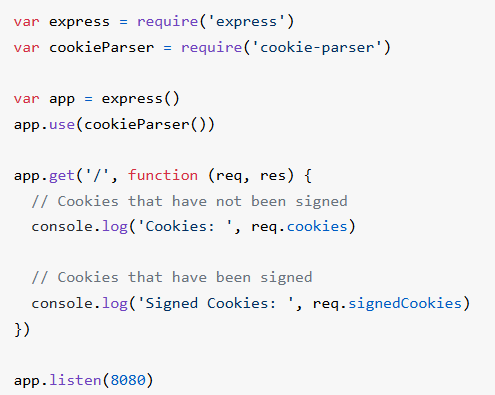 var express = require('express')
var cookieParser = require('cookie-parser')

var app = express()
app.use(cookieParser())

app.get('/', function (req, res) {
  // Cookies that have not been signed
  console.log('Cookies: ', req.cookies)

  // Cookies that have been signed
  console.log('Signed Cookies: ', req.signedCookies)
})

app.listen(8080)